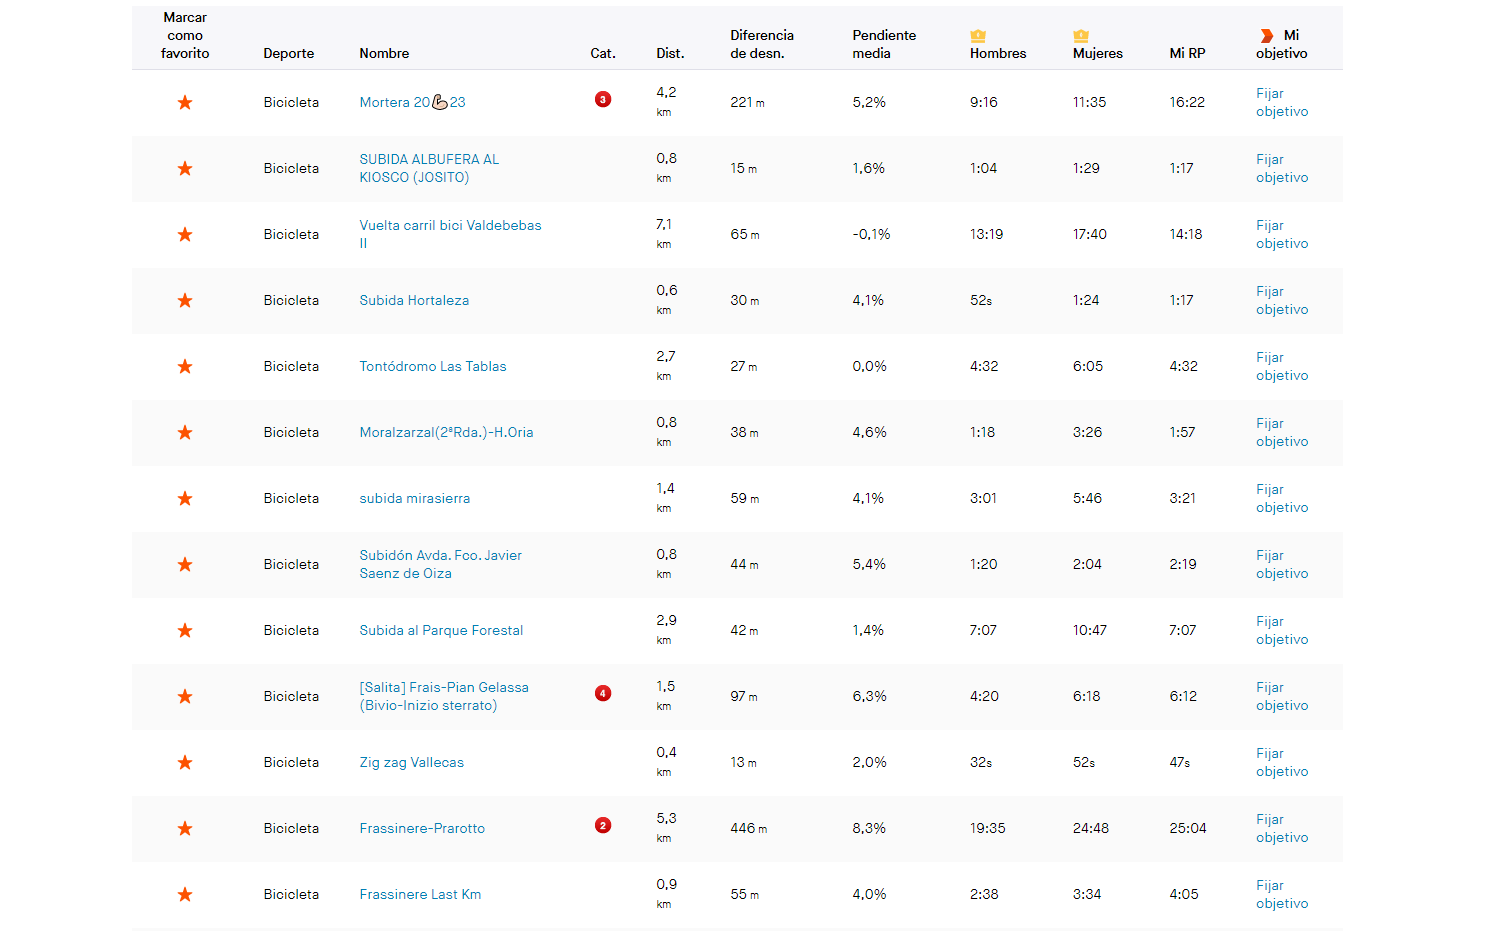 Marcar como favorito Deporte Nombre Cat. Dist. Diferencia de desn. Pendiente media Hombres Mujeres Mi RP Mi objetivo
Bicicleta Mortera 20💪🏻23 3 4,2 km 221 m 5,2% 9:16 11:35 16:22 Fijar objetivo
Bicicleta SUBIDA ALBUFERA AL KIOSCO (JOSITO) 0,8 km 15 m 1,6% 1:04 1:29 1:17 Fijar objetivo
Bicicleta Vuelta carril bici Valdebebas II 7,1 km 65 m -0,1% 13:19 17:40 14:18 Fijar objetivo
Bicicleta Subida Hortaleza 0,6 km 30 m 4,1% 52s 1:24 1:17 Fijar objetivo
Bicicleta Tontódromo Las Tablas 2,7 km 27 m 0,0% 4:32 6:05 4:32 Fijar objetivo
Bicicleta Moralzarzal(2ªRda.)-H.Oria 0,8 km 38 m 4,6% 1:18 3:26 1:57 Fijar objetivo
Bicicleta subida mirasierra 1,4 km 59 m 4,1% 3:01 5:46 3:21 Fijar objetivo
Bicicleta Subidón Avda. Fco. Javier Saenz de Oiza 0,8 km 44 m 5,4% 1:20 2:04 2:19 Fijar objetivo
Bicicleta Subida al Parque Forestal 2,9 km 42 m 1,4% 7:07 10:47 7:07 Fijar objetivo
Bicicleta [Salita] Frais-Pian Gelassa (Bivio-Inizio sterrato) 4 1,5 km 97 m 6,3% 4:20 6:18 6:12 Fijar objetivo
Bicicleta Zig zag Vallecas 0,4 km 13 m 2,0% 32s 52s 47s Fijar objetivo
Bicicleta Frassinere-Prarotto 2 5,3 km 446 m 8,3% 19:35 24:48 25:04 Fijar objetivo
Bicicleta Frassinere Last Km 0,9 km 55 m 4,0% 2:38 3:34 4:05 Fijar objetivo